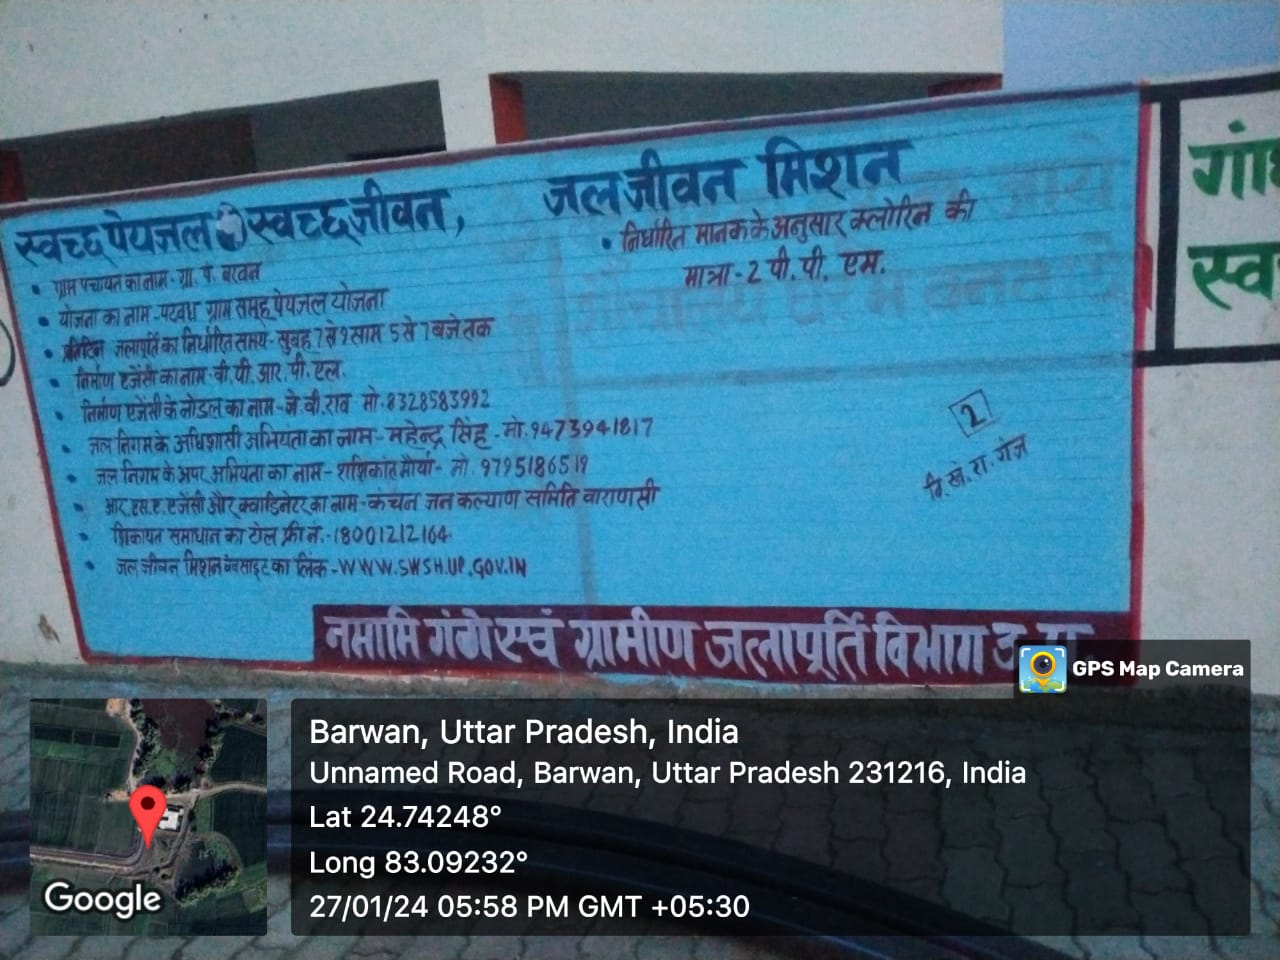 स्वच्छ पेयजल स्वच्छ जीवन,
जल जीवन मिशन
• निर्धारित मानक के अनुसार क्लोरिन की
मात्रा - 2 पी. पी. एम.
• ग्राम पंचायत का नाम - ग्रा. पं. बरवन
• योजना का नाम - परवध ग्राम समूह पेयजल योजना
• प्रतिदिन जलापूर्ति का निर्धारित समय - सुबह 7 से 9 साम 5 से 7 बजे तक
• निर्माण एजेंसी का नाम - वी. पी. आर. पी. एल.
• निर्माण एजेंसी के नोडल का नाम - जे. वी. राव मो. 8328583992
• जल निगम के अधिशासी अभियंता का नाम - महेन्द्र सिंह - मो. 9473941817
• जल निगम के अपर अभियन्ता का नाम - शशिकांत मौर्या - मो. 9795186519
• आर. एस. ए. एजेंसी और क्वाडिनेटर का नाम - कंचन जन कल्याण समिति वाराणसी
• शिकायत समाधान का टोल फ्री नं. - 18001212164
• जल जीवन मिशन वेबसाइट का लिंक - WWW.SWSH.UP.GOV.IN
2
वि. खं. रा. गंज
नमामि गंगे एवं ग्रामीण जलापूर्ति विभाग उ.
स्व
GPS Map Camera
Barwan, Uttar Pradesh, India
Unnamed Road, Barwan, Uttar Pradesh 231216, India
Lat 24.74248°
Long 83.09232°
27/01/24 05:58 PM GMT +05:30
Google